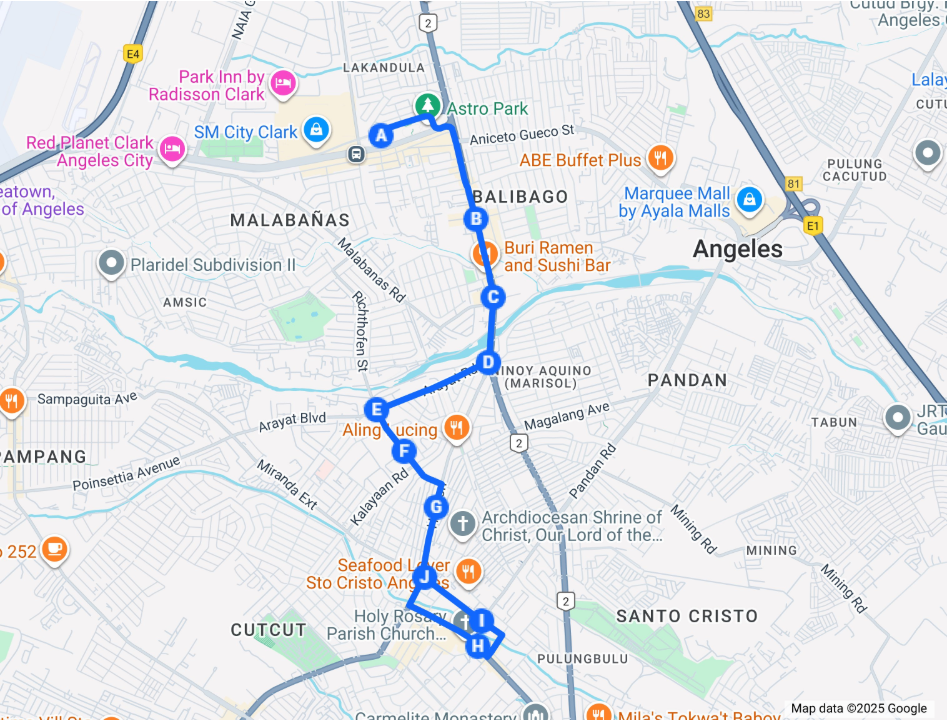 Cutud Brgy.
Angeles
2
83
E4
NAIA
LAKANDULA
Park Inn by
Radisson Clark
Lalay
Astro Park
SM City Clark
A
Aniceto Gueco St
CUTU
Red Planet Clark
Angeles City
ABE Buffet Plus
PULUNG
CACUTUD
81
eatown,
of Angeles
BALIBAGO
Marquee Mall
by Ayala Malls
MALABAÑAS
B
E1
Buri Ramen
and Sushi Bar
Angeles
Plaridel Subdivision II
Malabanas Rd
AMSIC
C
Richthofen St
D
Arayat Rd
NINOY AQUINO
(MARISOL)
PANDAN
Sampaguita Ave
E
Arayat Blvd
Magalang Ave
JRT
Gau
TABUN
Aling Lucing
2
F
PAMPANG
Poinsettia Avenue
Miranda Ext
Kalayaan Rd
Pandan Rd
G
Archdiocesan Shrine of
Christ, Our Lord of the...
Mining Rd
252
MINING
Seafood Lover
Sto Cristo Angeles
J
Mining Rd
2
Holy Rosary
Parish Church...
I
SANTO CRISTO
CUTCUT
H
PULUNGBULU
Map data ©2025 Google
Carmelite Monastery
Mila's Tokwa't Baboy